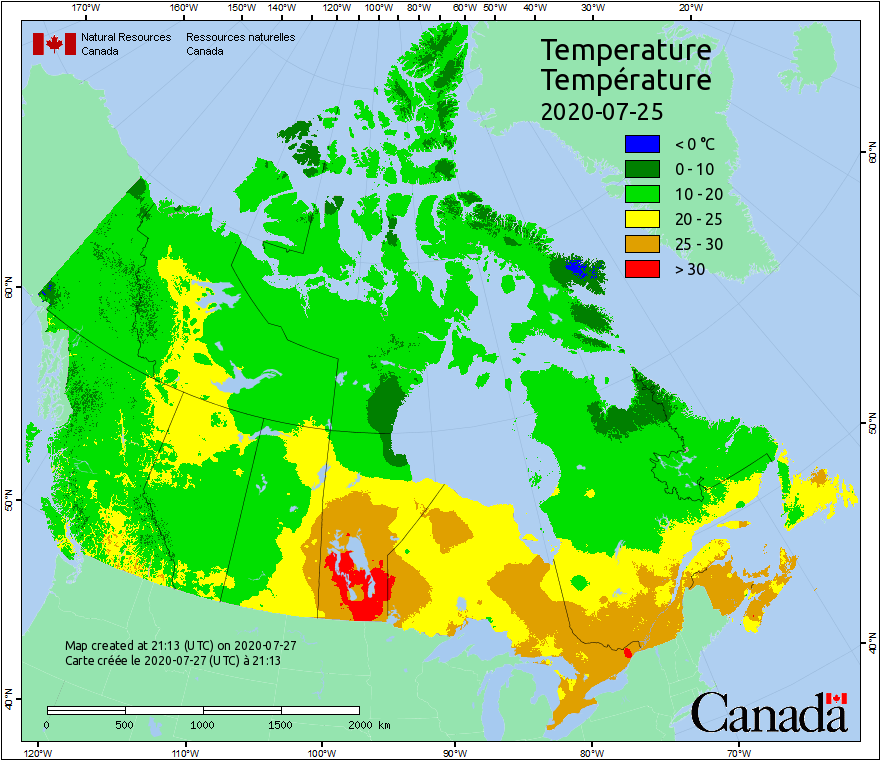 170°W 160°W 150°W 140°W 130°W 120°W 110°W 100°W 90°W 80°W 60°W 50°W 40°W 30°W 20°W
Natural Resources Ressources naturelles
Canada Canada
Temperature
Température
2020-07-25
< 0 °C
0 - 10
10 - 20
20 - 25
25 - 30
> 30
60°N
50°N
40°N
60°N
50°N
40°N
Map created at 21:13 (UTC) on 2020-07-27
Carte créée le 2020-07-27 (UTC) à 21:13
0 500 1000 1500 2000 km
Canada
120°W 110°W 100°W 90°W 80°W 70°W